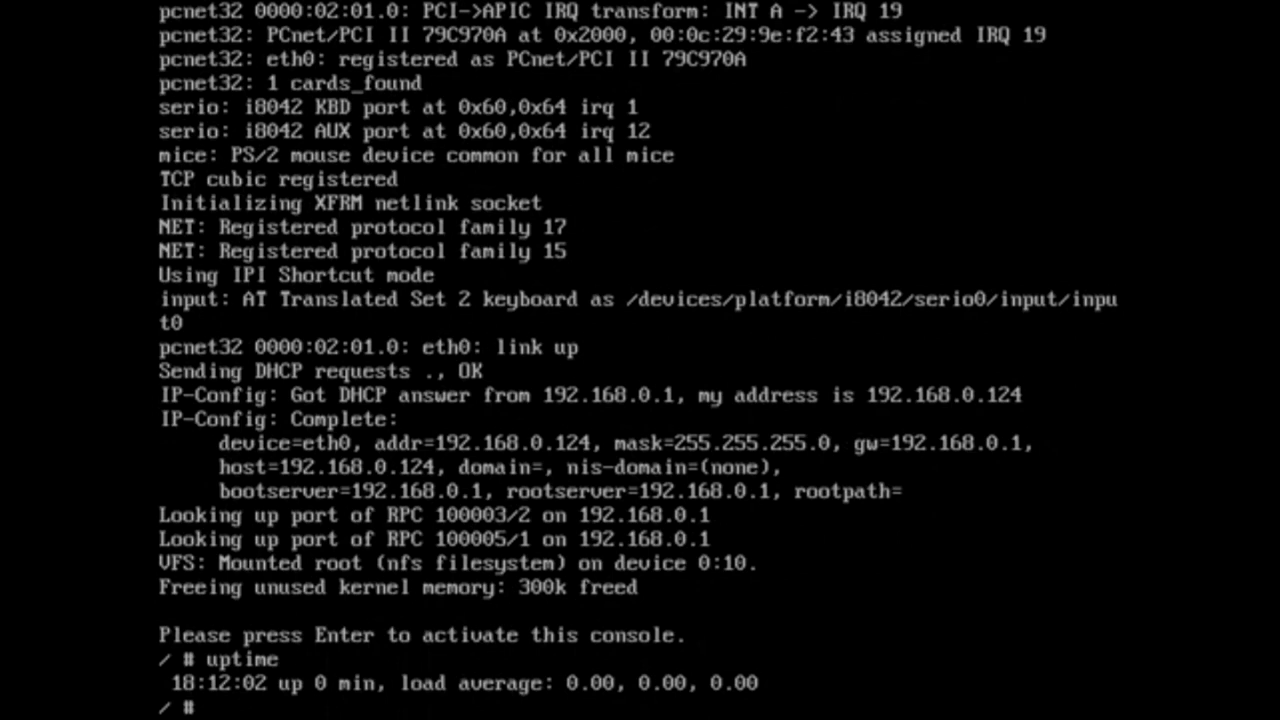 pcnet32 0000:02:01.0: PCI->APIC IRQ transform: INT A -> IRQ 19
pcnet32: PCnet/PCI II 79C970A at 0x2000, 00:0c:29:9e:f2:43 assigned IRQ 19
pcnet32: eth0: registered as PCnet/PCI II 79C970A
pcnet32: 1 cards_found
serio: i8042 KBD port at 0x60,0x64 irq 1
serio: i8042 AUX port at 0x60,0x64 irq 12
mice: PS/2 mouse device common for all mice
TCP cubic registered
Initializing XFRM netlink socket
NET: Registered protocol family 17
NET: Registered protocol family 15
Using IPI Shortcut mode
input: AT Translated Set 2 keyboard as /devices/platform/i8042/serio0/input/inpu
t0
pcnet32 0000:02:01.0: eth0: link up
Sending DHCP requests ., OK
IP-Config: Got DHCP answer from 192.168.0.1, my address is 192.168.0.124
IP-Config: Complete:
     device=eth0, addr=192.168.0.124, mask=255.255.255.0, gw=192.168.0.1,
     host=192.168.0.124, domain=, nis-domain=(none),
     bootserver=192.168.0.1, rootserver=192.168.0.1, rootpath=
Looking up port of RPC 100003/2 on 192.168.0.1
Looking up port of RPC 100005/1 on 192.168.0.1
VFS: Mounted root (nfs filesystem) on device 0:10.
Freeing unused kernel memory: 300k freed
Please press Enter to activate this console.
/ # uptime
 18:12:02 up 0 min, load average: 0.00, 0.00, 0.00
/ #